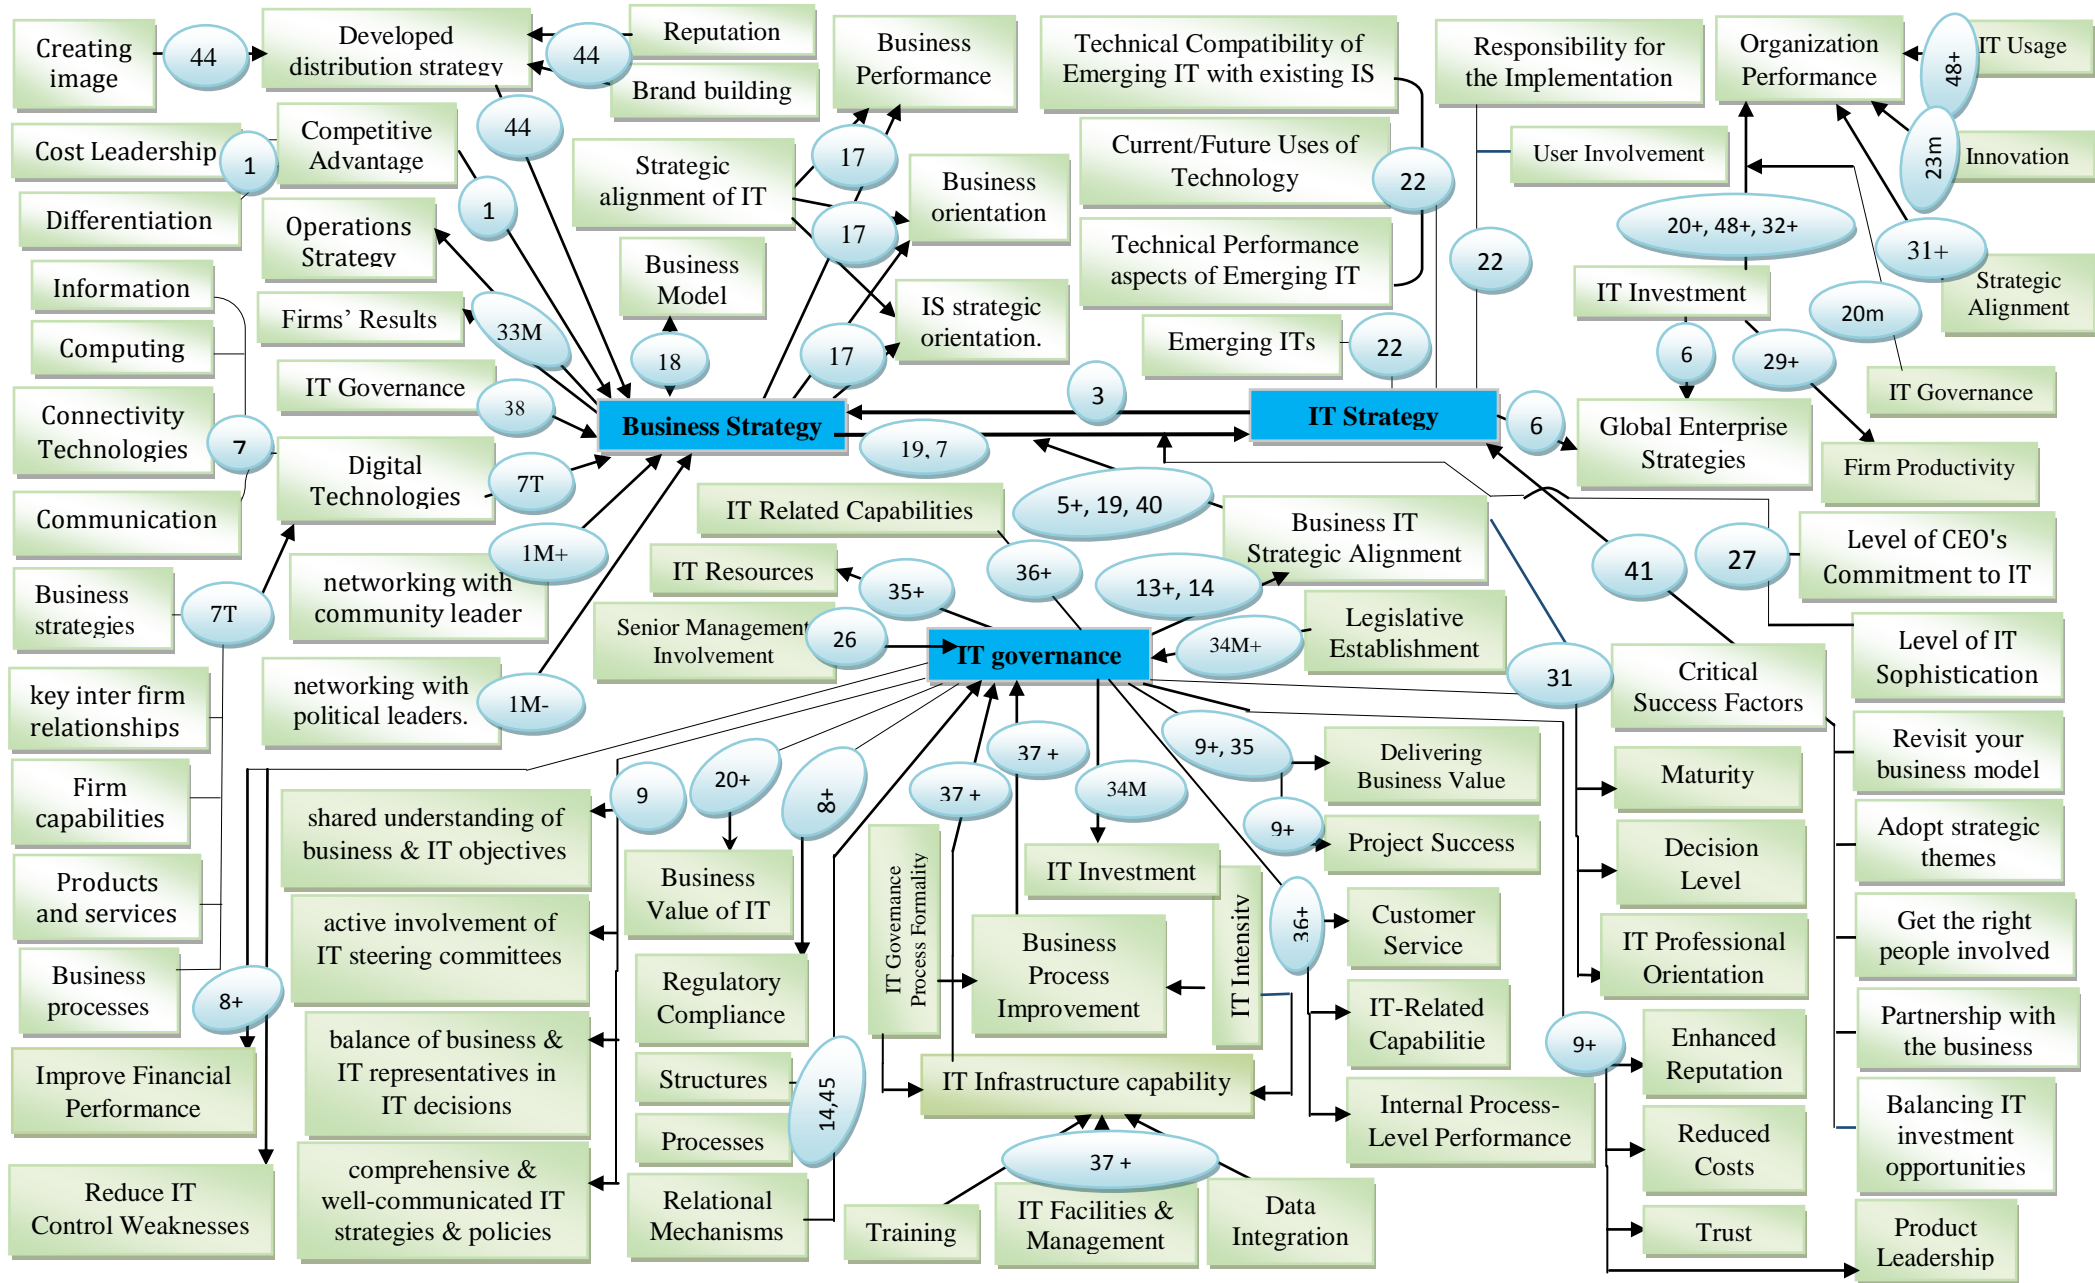 Creating
image
44
Developed
distribution strategy
44
Reputation
Brand building
Business
Performance
Technical Compatibility of
Emerging IT with existing IS
Responsibility for
the Implementation
Organization
Performance
48+
IT Usage
Cost Leadership
1
Competitive
Advantage
44
17
Strategic
alignment of IT
Current/Future Uses of
Technology
22
User Involvement
23m
Innovation
Differentiation
1
Operations
Strategy
17
Business
orientation
Technical Performance
aspects of Emerging IT
22
20+, 48+, 32+
31+
Strategic
Alignment
Information
Business
Model
IT Investment
20m
Firms' Results
33M
18
17
IS strategic
orientation.
Emerging ITs
22
6
29+
Computing
IT Governance
38
3
IT Governance
Connectivity
Technologies
7
Business Strategy
19, 7
IT Strategy
6
Global Enterprise
Strategies
Firm Productivity
Digital
Technologies
7T
Communication
IT Related Capabilities
5+, 19, 40
Business IT
Strategic Alignment
41
27
Level of CEO's
Commitment to IT
1M+
networking with
community leader
IT Resources
35+
36+
13+, 14
Business
strategies
7T
Senior Management
Involvement
26
IT governance
34M+
Legislative
Establishment
31
Level of IT
Sophistication
key inter firm
relationships
networking with
political leaders.
1M-
Critical
Success Factors
37 +
9+, 35
Delivering
Business Value
Maturity
Revisit your
business model
Firm
capabilities
9
20+
8+
37 +
34M
9+
Project Success
shared understanding of
business & IT objectives
Decision
Level
Adopt strategic
themes
Products
and services
Business
Value of IT
IT Governance
Process Formality
IT Investment
IT Intensity
36+
Customer
Service
active involvement of
IT steering committees
IT Professional
Orientation
Get the right
people involved
Business
processes
8+
Regulatory
Compliance
Business
Process
Improvement
IT-Related
Capabilitie
9+
Enhanced
Reputation
Partnership with
the business
Improve Financial
Performance
balance of business &
IT representatives in
IT decisions
Structures
14,45
IT Infrastructure capability
Internal Process-
Level Performance
Reduced
Costs
Balancing IT
investment
opportunities
Processes
37 +
Reduce IT
Control Weaknesses
comprehensive &
well-communicated IT
strategies & policies
Relational
Mechanisms
Training
IT Facilities &
Management
Data
Integration
Trust
Product
Leadership